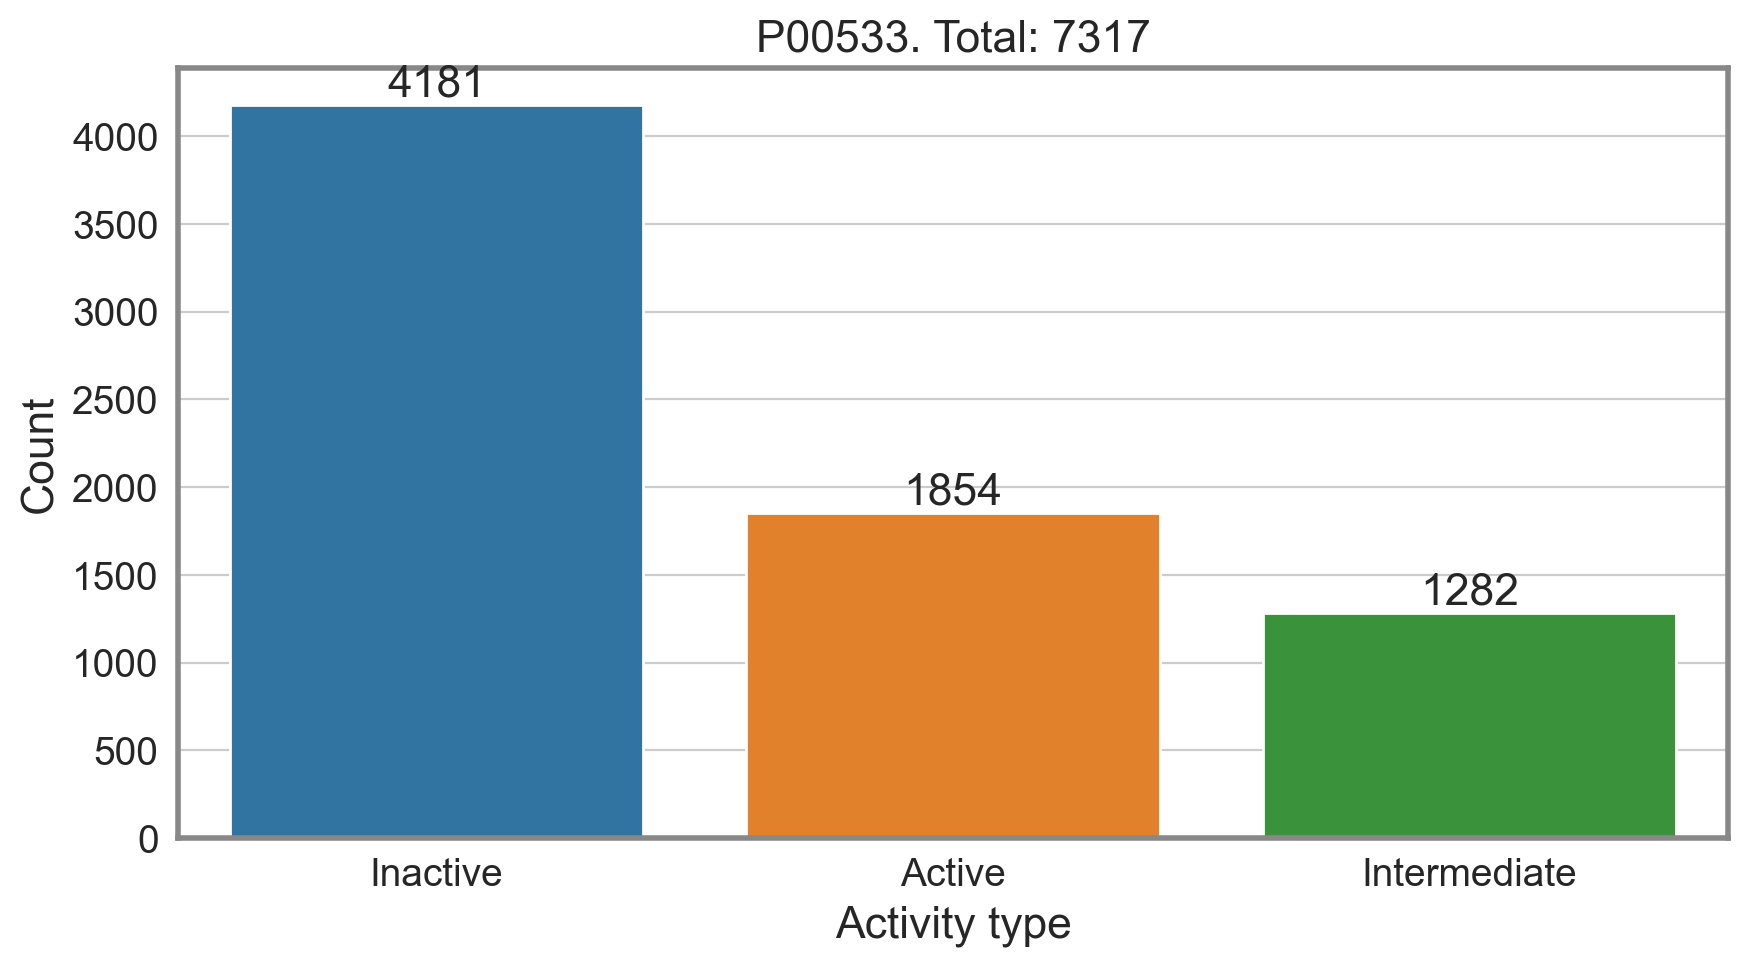 P00533. Total: 7317
4181
4000
3500
3000
2500
2000
1854
1500
1282
1000
500
0
Count
Inactive
Active
Intermediate
Activity type